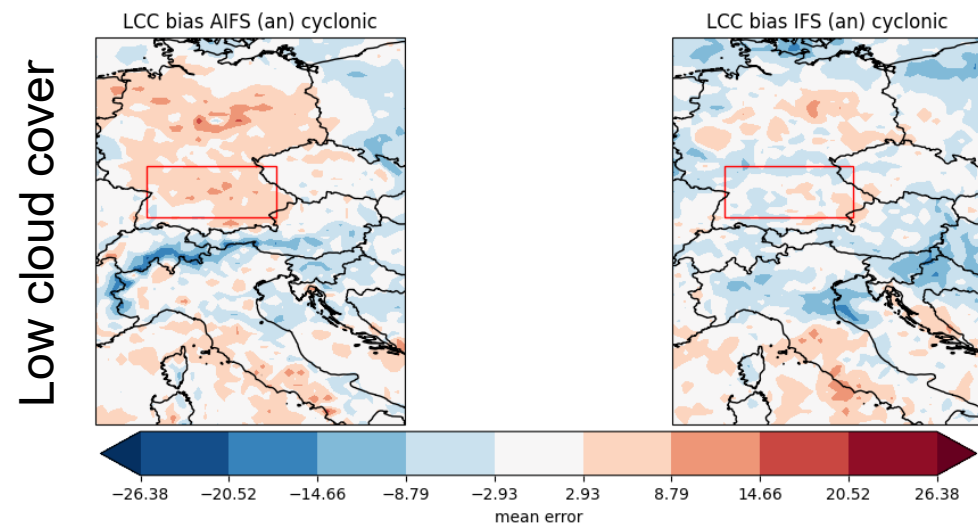 Low cloud cover
LCC bias AIFS (an) cyclonic
LCC bias IFS (an) cyclonic
−26.38 −20.52 −14.66 −8.79 −2.93 2.93 8.79 14.66 20.52 26.38
mean error